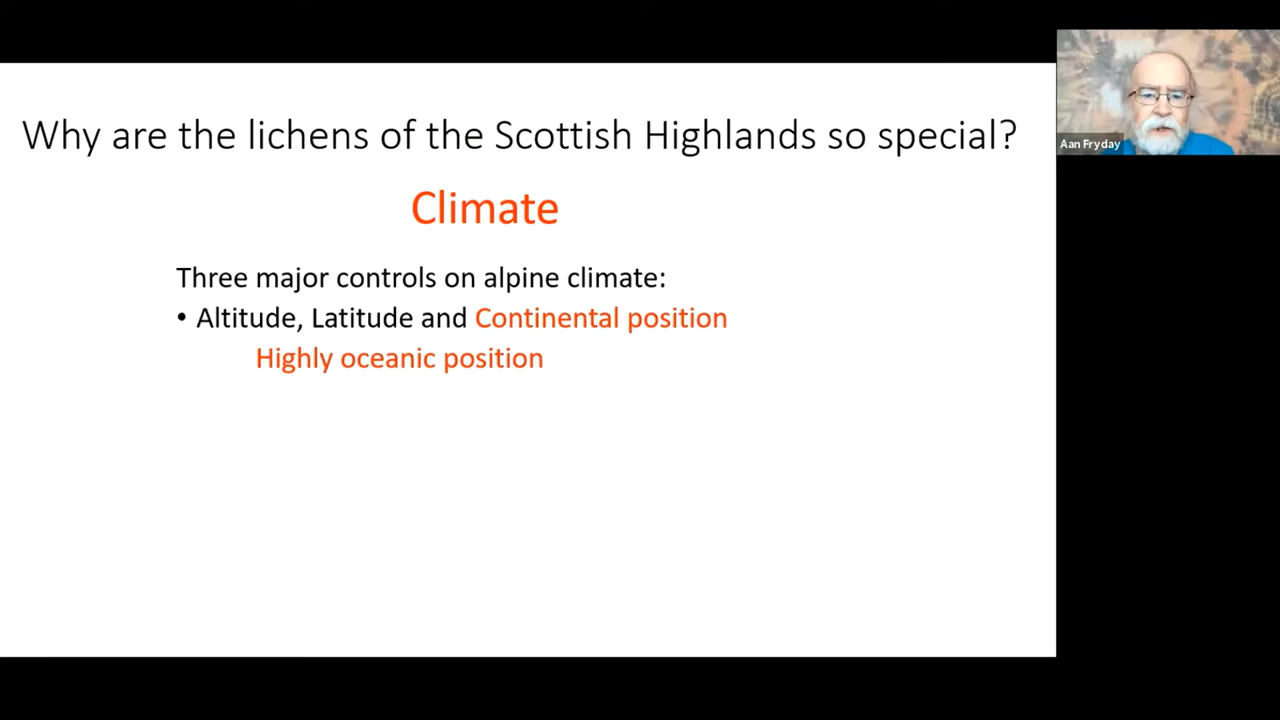 Why are the lichens of the Scottish Highlands so special?
Climate
Three major controls on alpine climate:
• Altitude, Latitude and Continental position
Highly oceanic position
Aan Fryday